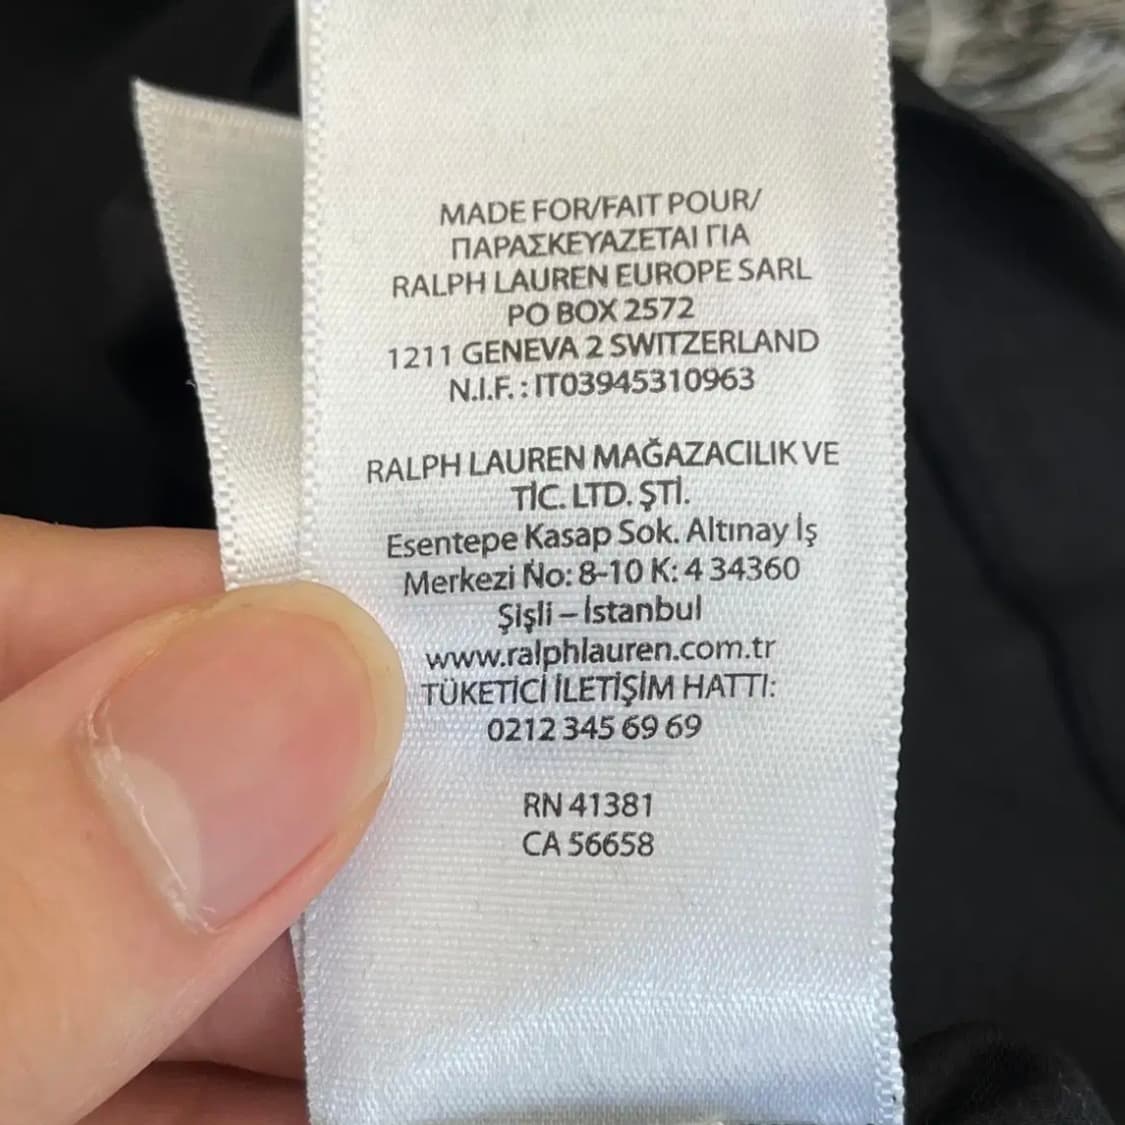 MADE FOR/FAIT POUR/
ΠΑΡΑΣΚΕΥΑΖΕΤΑΙ ΓΙΑ
RALPH LAUREN EUROPE SARL
PO BOX 2572
1211 GENEVA 2 SWITZERLAND
N.I.F. : IT03945310963
RALPH LAUREN MAĞAZACILIK VE
TİC. LTD. ŞTİ.
Esentepe Kasap Sok. Altınay İş
Merkezi No: 8-10 K: 4 34360
Şişli – İstanbul
www.ralphlauren.com.tr
TÜKETİCİ İLETİŞİM HATTI:
0212 345 69 69
RN 41381
CA 56658